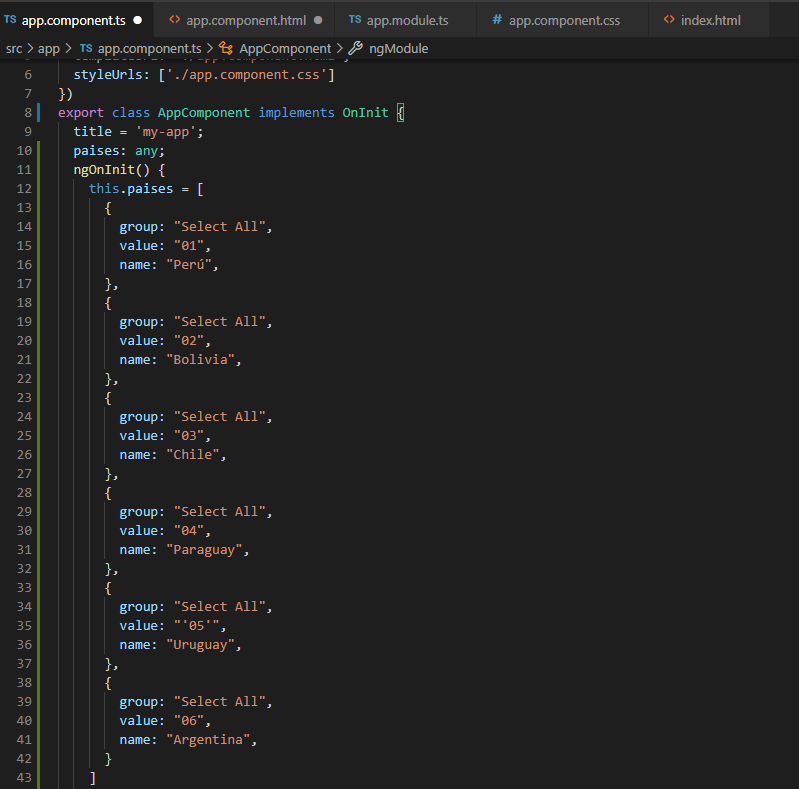 TS app.component.ts ● <> app.component.html ● TS app.module.ts # app.component.css <> index.html
src > app > TS app.component.ts > AppComponent > ngModule
6 styleUrls: ['./app.component.css']
7 })
8 export class AppComponent implements OnInit {
9 title = 'my-app';
10 paises: any;
11 ngOnInit() {
12 this.paises = [
13 {
14 group: "Select All",
15 value: "01",
16 name: "Perú",
17 },
18 {
19 group: "Select All",
20 value: "02",
21 name: "Bolivia",
22 },
23 {
24 group: "Select All",
25 value: "03",
26 name: "Chile",
27 },
28 {
29 group: "Select All",
30 value: "04",
31 name: "Paraguay",
32 },
33 {
34 group: "Select All",
35 value: "'05'",
36 name: "Uruguay",
37 },
38 {
39 group: "Select All",
40 value: "06",
41 name: "Argentina",
42 }
43 ]